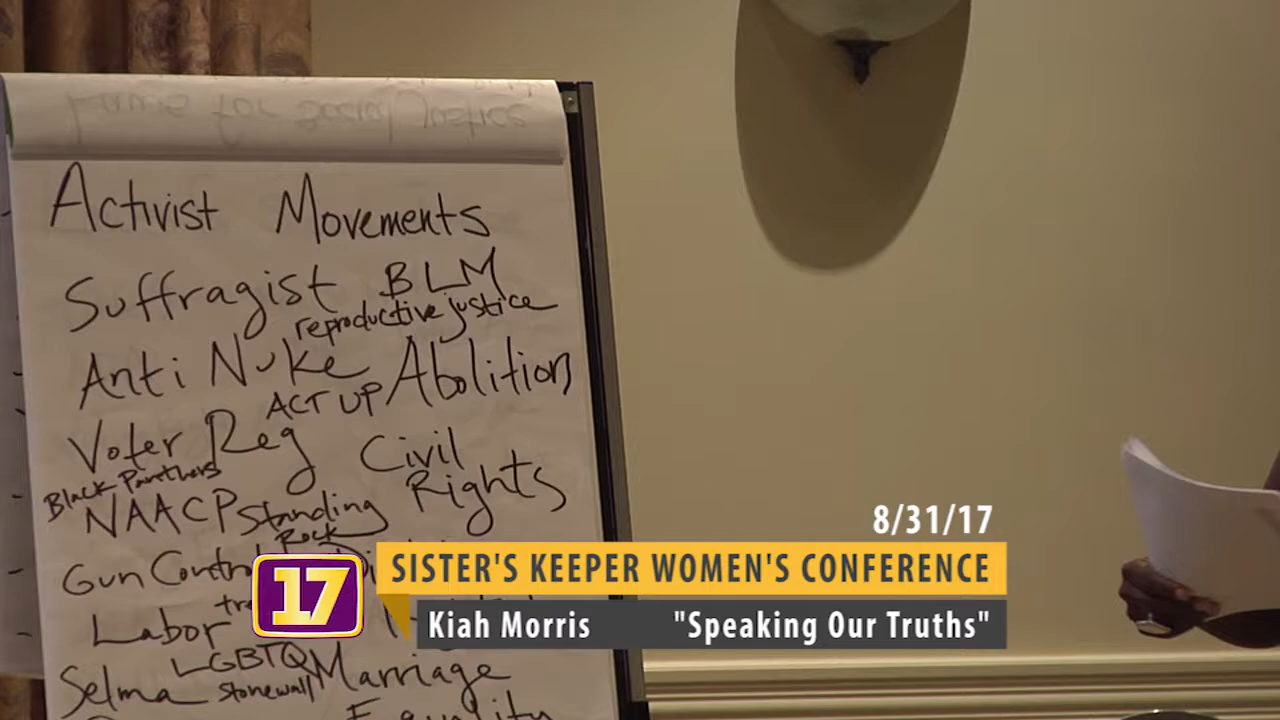 Activist Movements
Suffragist BLM
reproductive justice
Anti Nuke Abolition
ACT UP
Voter Reg Civil
Rights
Black Panthers
NAACP Standing
Rock
Gun Control
Labor
LGBTQ
Selma Marriage
Stonewall
Equality
8/31/17
17
SISTER'S KEEPER WOMEN'S CONFERENCE
Kiah Morris "Speaking Our Truths"